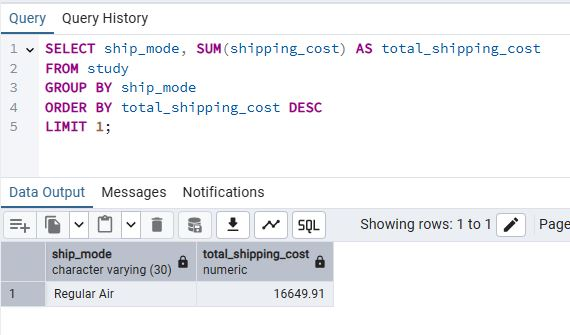 Query Query History
1 SELECT ship_mode, SUM(shipping_cost) AS total_shipping_cost
2 FROM study
3 GROUP BY ship_mode
4 ORDER BY total_shipping_cost DESC
5 LIMIT 1;
Data Output Messages Notifications
SQL Showing rows: 1 to 1 Page
ship_mode total_shipping_cost
character varying (30) numeric
1 Regular Air 16649.91